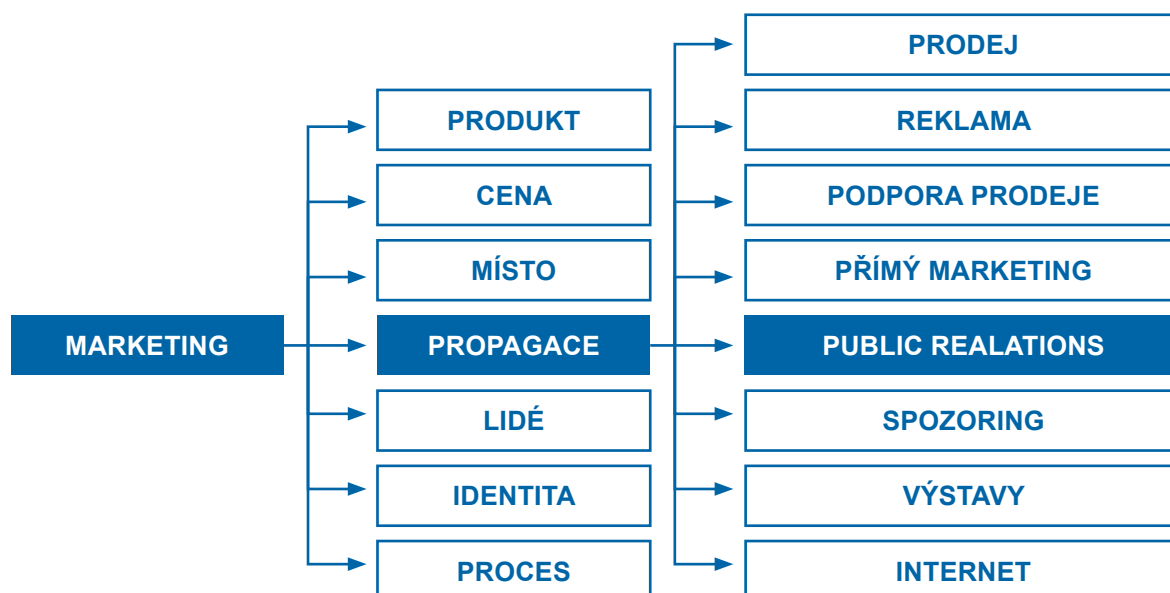 MARKETING
PRODUKT
CENA
MÍSTO
PROPAGACE
LIDÉ
IDENTITA
PROCES
PRODEJ
REKLAMA
PODPORA PRODEJE
PŘÍMÝ MARKETING
PUBLIC REALATIONS
SPOZORING
VÝSTAVY
INTERNET